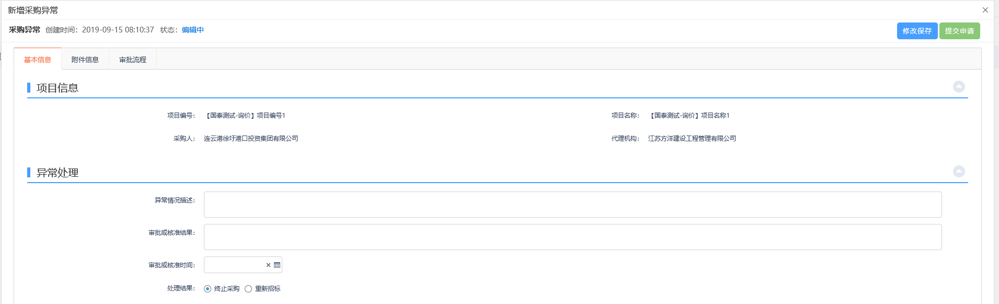 新增采购异常
采购异常 创建时间：2019-09-15 08:10:37 状态：编辑中
修改保存 提交申请
基本信息 附件信息 审批流程
项目信息
项目编号： 【国泰测试-询价】项目编号1 项目名称： 【国泰测试-询价】项目名称1
采购人： 连云港徐圩港口投资集团有限公司 代理机构： 江苏方洋建设工程管理有限公司
异常处理
异常情况描述：
审批或核准结果：
审批或核准时间：
处理结果： 终止采购 重新招标